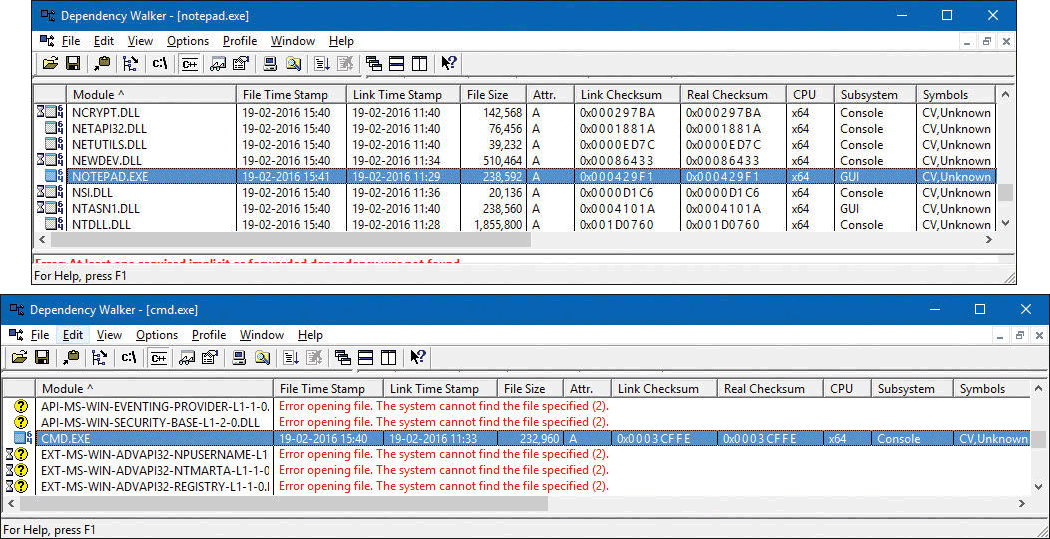 Dependency Walker - [notepad.exe]
File Edit View Options Profile Window Help
C:\ C++
Module ^ File Time Stamp Link Time Stamp File Size Attr. Link Checksum Real Checksum CPU Subsystem Symbols
NCRYPT.DLL 19-02-2016 15:40 19-02-2016 11:40 142,568 A 0x000297BA 0x000297BA x64 Console CV,Unknown
NETAPI32.DLL 19-02-2016 15:40 19-02-2016 11:40 76,456 A 0x0001881A 0x0001881A x64 Console CV,Unknown
NETUTILS.DLL 19-02-2016 15:40 19-02-2016 11:40 39,232 A 0x0000ED7C 0x0000ED7C x64 Console CV,Unknown
NEWDEV.DLL 19-02-2016 15:40 19-02-2016 11:34 510,464 A 0x00086433 0x00086433 x64 Console CV,Unknown
NOTEPAD.EXE 19-02-2016 15:41 19-02-2016 11:29 238,592 A 0x000429F1 0x000429F1 x64 GUI CV,Unknown
NSI.DLL 19-02-2016 15:40 19-02-2016 11:36 20,136 A 0x0000D1C6 0x0000D1C6 x64 Console CV,Unknown
NTASN1.DLL 19-02-2016 15:40 19-02-2016 11:40 238,560 A 0x0004101A 0x0004101A x64 GUI CV,Unknown
NTDLL.DLL 19-02-2016 15:40 19-02-2016 11:28 1,855,800 A 0x001D0760 0x001D0760 x64 Console CV,Unknown
Error: At least one required implicit or forwarded dependency was not found.
For Help, press F1
Dependency Walker - [cmd.exe]
File Edit View Options Profile Window Help
C:\ C++
Module ^ File Time Stamp Link Time Stamp File Size Attr. Link Checksum Real Checksum CPU Subsystem Symbols
API-MS-WIN-EVENTING-PROVIDER-L1-1-0. Error opening file. The system cannot find the file specified (2).
API-MS-WIN-SECURITY-BASE-L1-2-0.DLL Error opening file. The system cannot find the file specified (2).
CMD.EXE 19-02-2016 15:40 19-02-2016 11:33 232,960 A 0x0003CFFE 0x0003CFFE x64 Console CV,Unknown
EXT-MS-WIN-ADVAPI32-NPUSERNAME-L1 Error opening file. The system cannot find the file specified (2).
EXT-MS-WIN-ADVAPI32-NTMARTA-L1-1-0 Error opening file. The system cannot find the file specified (2).
EXT-MS-WIN-ADVAPI32-REGISTRY-L1-1-0.I Error opening file. The system cannot find the file specified (2).
For Help, press F1